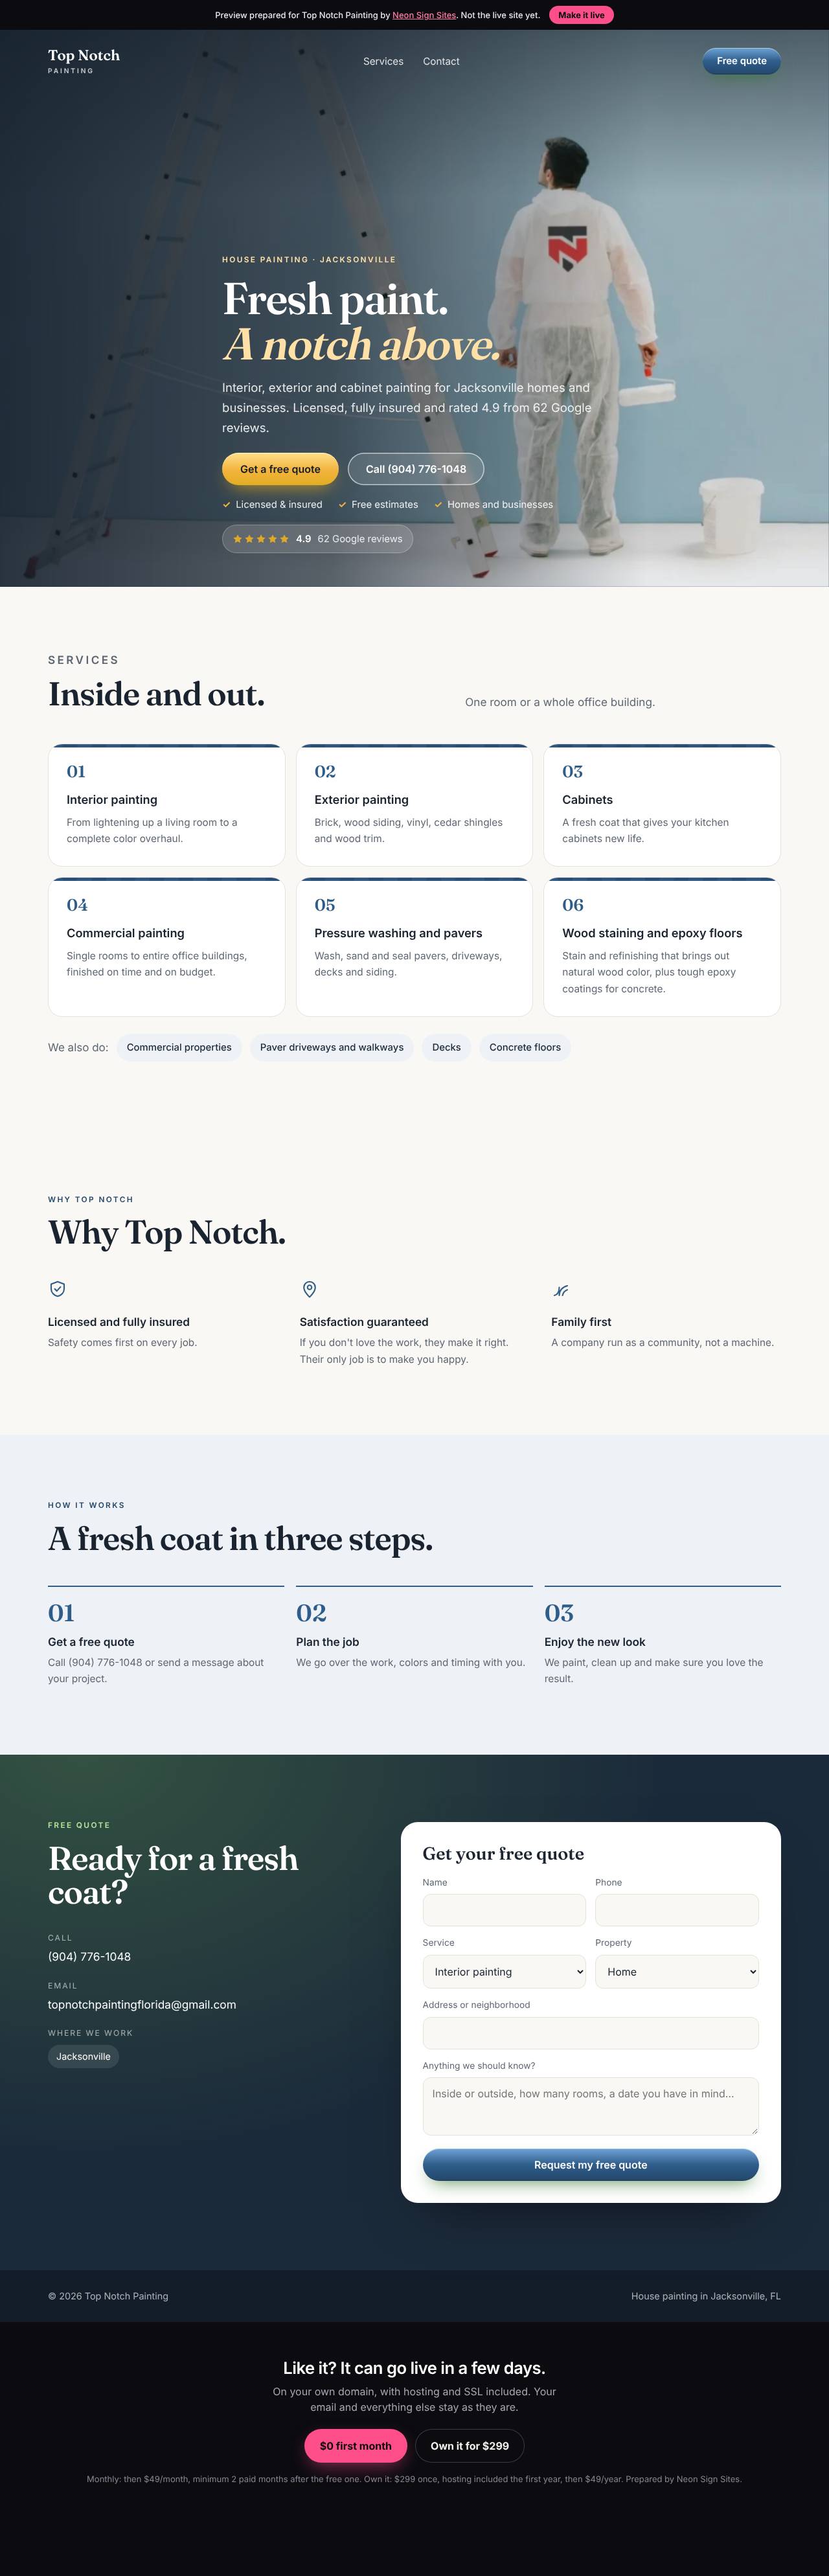 Preview prepared for Top Notch Painting by Neon Sign Sites. Not the live site yet. Make it live
Top Notch
PAINTING
Services Contact
Free quote
HOUSE PAINTING · JACKSONVILLE
Fresh paint.
A notch above.
Interior, exterior and cabinet painting for Jacksonville homes and
businesses. Licensed, fully insured and rated 4.9 from 62 Google
reviews.
Get a free quote Call (904) 776-1048
✓ Licensed & insured ✓ Free estimates ✓ Homes and businesses
★★★★★ 4.9 62 Google reviews
SERVICES
Inside and out.
One room or a whole office building.
01
Interior painting
From lightening up a living room to a
complete color overhaul.
02
Exterior painting
Brick, wood siding, vinyl, cedar shingles
and wood trim.
03
Cabinets
A fresh coat that gives your kitchen
cabinets new life.
04
Commercial painting
Single rooms to entire office buildings,
finished on time and on budget.
05
Pressure washing and pavers
Wash, sand and seal pavers, driveways,
decks and siding.
06
Wood staining and epoxy floors
Stain and refinishing that brings out
natural wood color, plus tough epoxy
coatings for concrete.
We also do: Commercial properties Paver driveways and walkways Decks Concrete floors
WHY TOP NOTCH
Why Top Notch.
Licensed and fully insured
Safety comes first on every job.
Satisfaction guaranteed
If you don't love the work, they make it right.
Their only job is to make you happy.
Family first
A company run as a community, not a machine.
HOW IT WORKS
A fresh coat in three steps.
01
Get a free quote
Call (904) 776-1048 or send a message about
your project.
02
Plan the job
We go over the work, colors and timing with you.
03
Enjoy the new look
We paint, clean up and make sure you love the
result.
FREE QUOTE
Ready for a fresh
coat?
CALL
(904) 776-1048
EMAIL
topnotchpaintingflorida@gmail.com
WHERE WE WORK
Jacksonville
Get your free quote
Name Phone
Service Property
Interior painting Home
Address or neighborhood
Anything we should know?
Inside or outside, how many rooms, a date you have in mind...
Request my free quote
© 2026 Top Notch Painting
House painting in Jacksonville, FL
Like it? It can go live in a few days.
On your own domain, with hosting and SSL included. Your
email and everything else stay as they are.
$0 first month Own it for $299
Monthly: then $49/month, minimum 2 paid months after the free one. Own it: $299 once, hosting included the first year, then $49/year. Prepared by Neon Sign Sites.